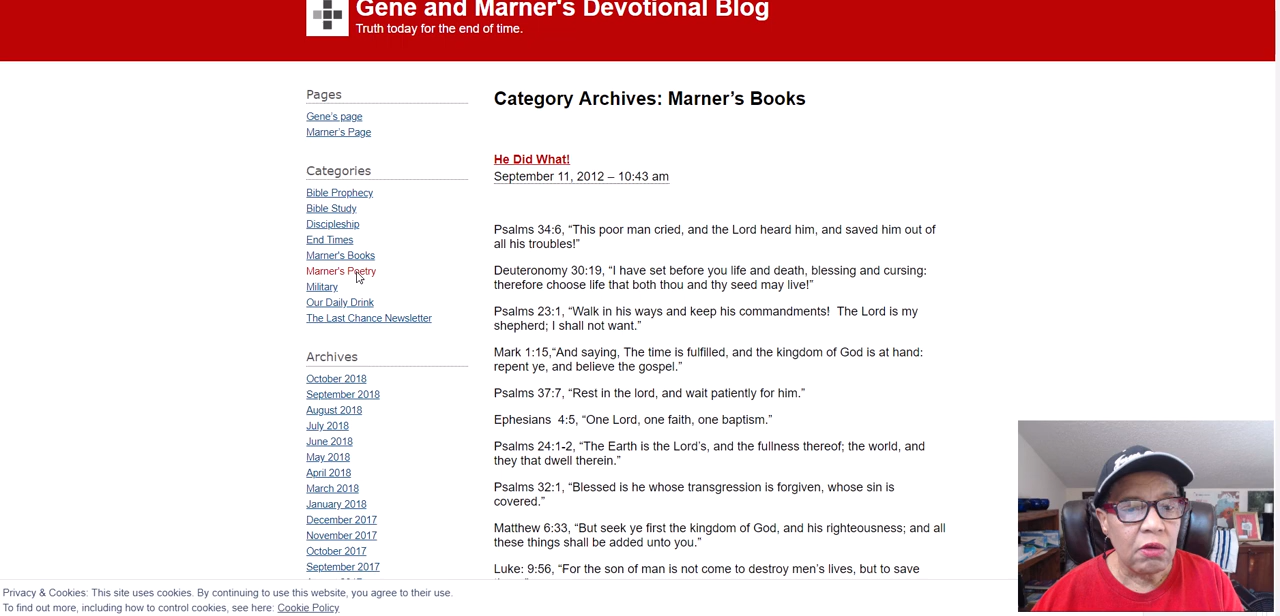 Gene and Marner's Devotional Blog
Truth today for the end of time.
Pages
Gene's page
Marner's Page
Categories
Bible Prophecy
Bible Study
Discipleship
End Times
Marner's Books
Marner's Poetry
Military
Our Daily Drink
The Last Chance Newsletter
Archives
October 2018
September 2018
August 2018
July 2018
June 2018
May 2018
April 2018
March 2018
January 2018
December 2017
November 2017
October 2017
September 2017
Category Archives: Marner's Books
He Did What!
September 11, 2012 – 10:43 am
Psalms 34:6, “This poor man cried, and the Lord heard him, and saved him out of
all his troubles!”
Deuteronomy 30:19, “I have set before you life and death, blessing and cursing:
therefore choose life that both thou and thy seed may live!”
Psalms 23:1, “Walk in his ways and keep his commandments!  The Lord is my
shepherd; I shall not want.”
Mark 1:15,“And saying, The time is fulfilled, and the kingdom of God is at hand:
repent ye, and believe the gospel.”
Psalms 37:7, “Rest in the lord, and wait patiently for him.”
Ephesians  4:5, “One Lord, one faith, one baptism.”
Psalms 24:1-2, “The Earth is the Lord's, and the fullness thereof; the world, and
they that dwell therein.”
Psalms 32:1, “Blessed is he whose transgression is forgiven, whose sin is
covered.”
Matthew 6:33, “But seek ye first the kingdom of God, and his righteousness; and all
these things shall be added unto you.”
Luke: 9:56, “For the son of man is not come to destroy men's lives, but to save
Privacy & Cookies: This site uses cookies. By continuing to use this website, you agree to their use.
To find out more, including how to control cookies, see here: Cookie Policy